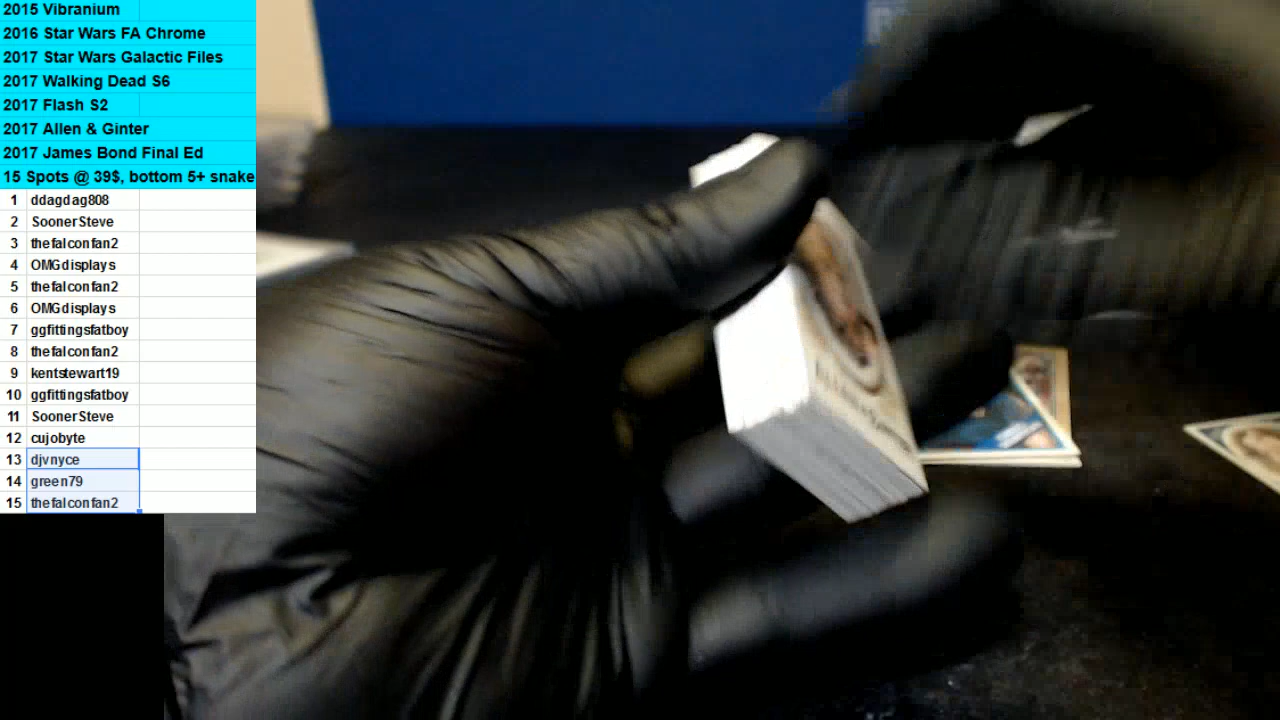 2015 Vibranium
2016 Star Wars FA Chrome
2017 Star Wars Galactic Files
2017 Walking Dead S6
2017 Flash S2
2017 Allen & Ginter
2017 James Bond Final Ed
15 Spots @ 39$, bottom 5+ snake
1 ddagdag808
2 SoonerSteve
3 thefalconfan2
4 OMGdisplays
5 thefalconfan2
6 OMGdisplays
7 ggfittingsfatboy
8 thefalconfan2
9 kentstewart19
10 ggfittingsfatboy
11 SoonerSteve
12 cujobyte
13 djvnyce
14 green79
15 thefalconfan2